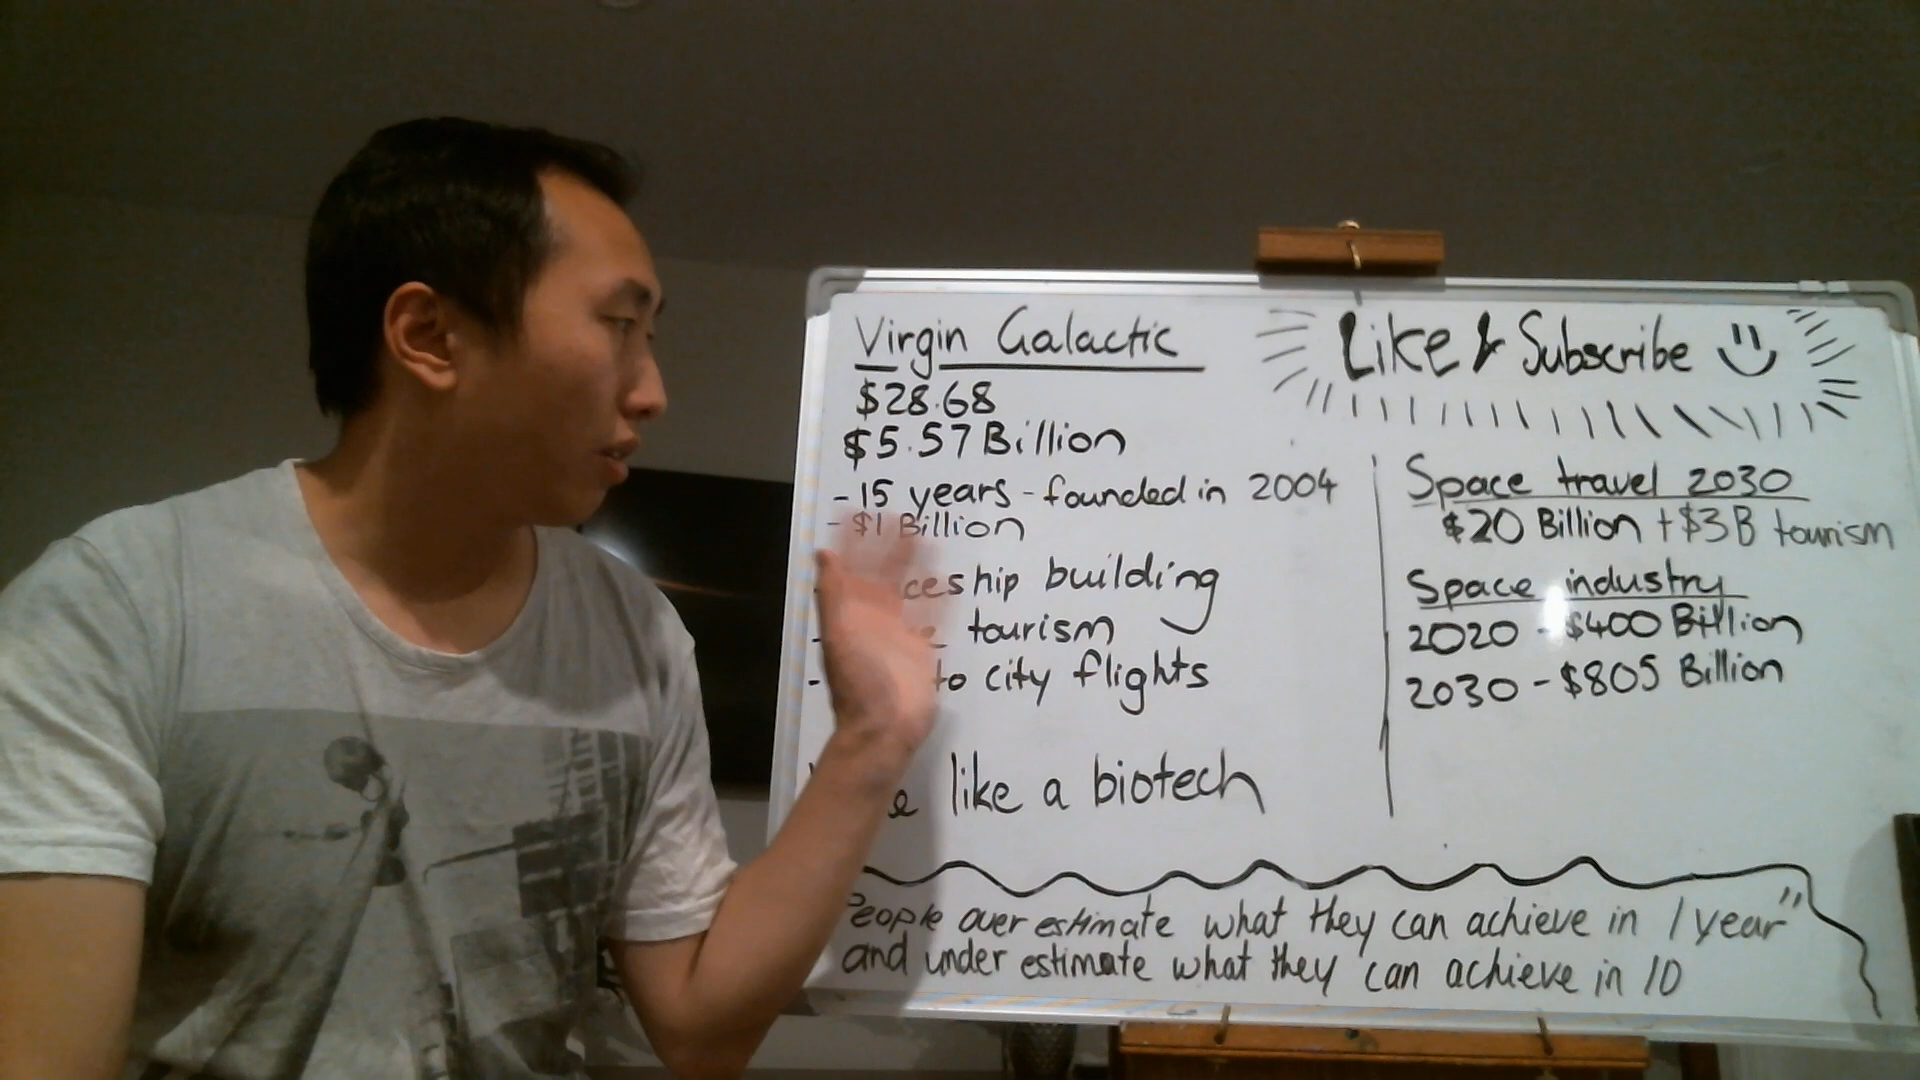 Virgin Galactic
$28.68
$5.57 Billion
- 15 years - founded in 2004
- $1 Billion
ship building
- tourism
- to city flights
like a biotech
Like & Subscribe
Space travel 2030
$20 Billion + $3B tourism
Space industry
2020 - $400 Billion
2030 - $805 Billion
People over estimate what they can achieve in 1 year"
and under estimate what they can achieve in 10